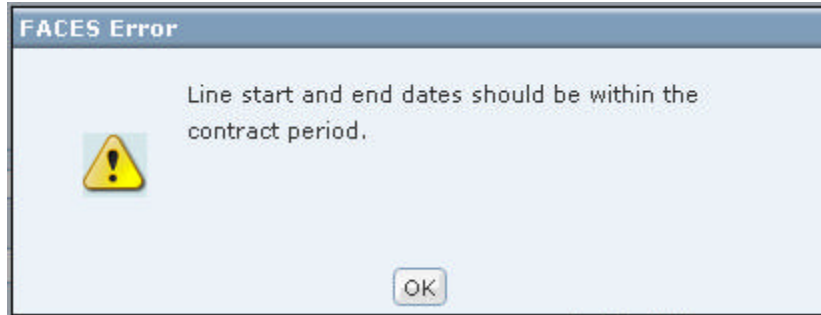 FACES Error
Line start and end dates should be within the
contract period.
OK